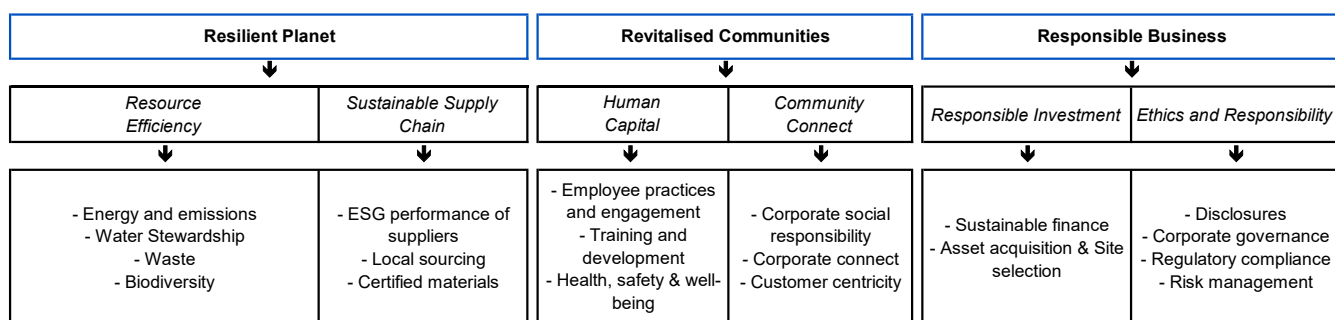 Resilient Planet
Revitalised Communities
Responsible Business
Resource
Efficiency
Sustainable Supply
Chain
Human
Capital
Community
Connect
Responsible Investment
Ethics and Responsibility
- Energy and emissions
- Water Stewardship
- Waste
- Biodiversity
- ESG performance of
suppliers
- Local sourcing
- Certified materials
- Employee practices
and engagement
- Training and
development
- Health, safety & well-
being
- Corporate social
responsibility
- Corporate connect
- Customer centricity
- Sustainable finance
- Asset acquisition & Site
selection
- Disclosures
- Corporate governance
- Regulatory compliance
- Risk management